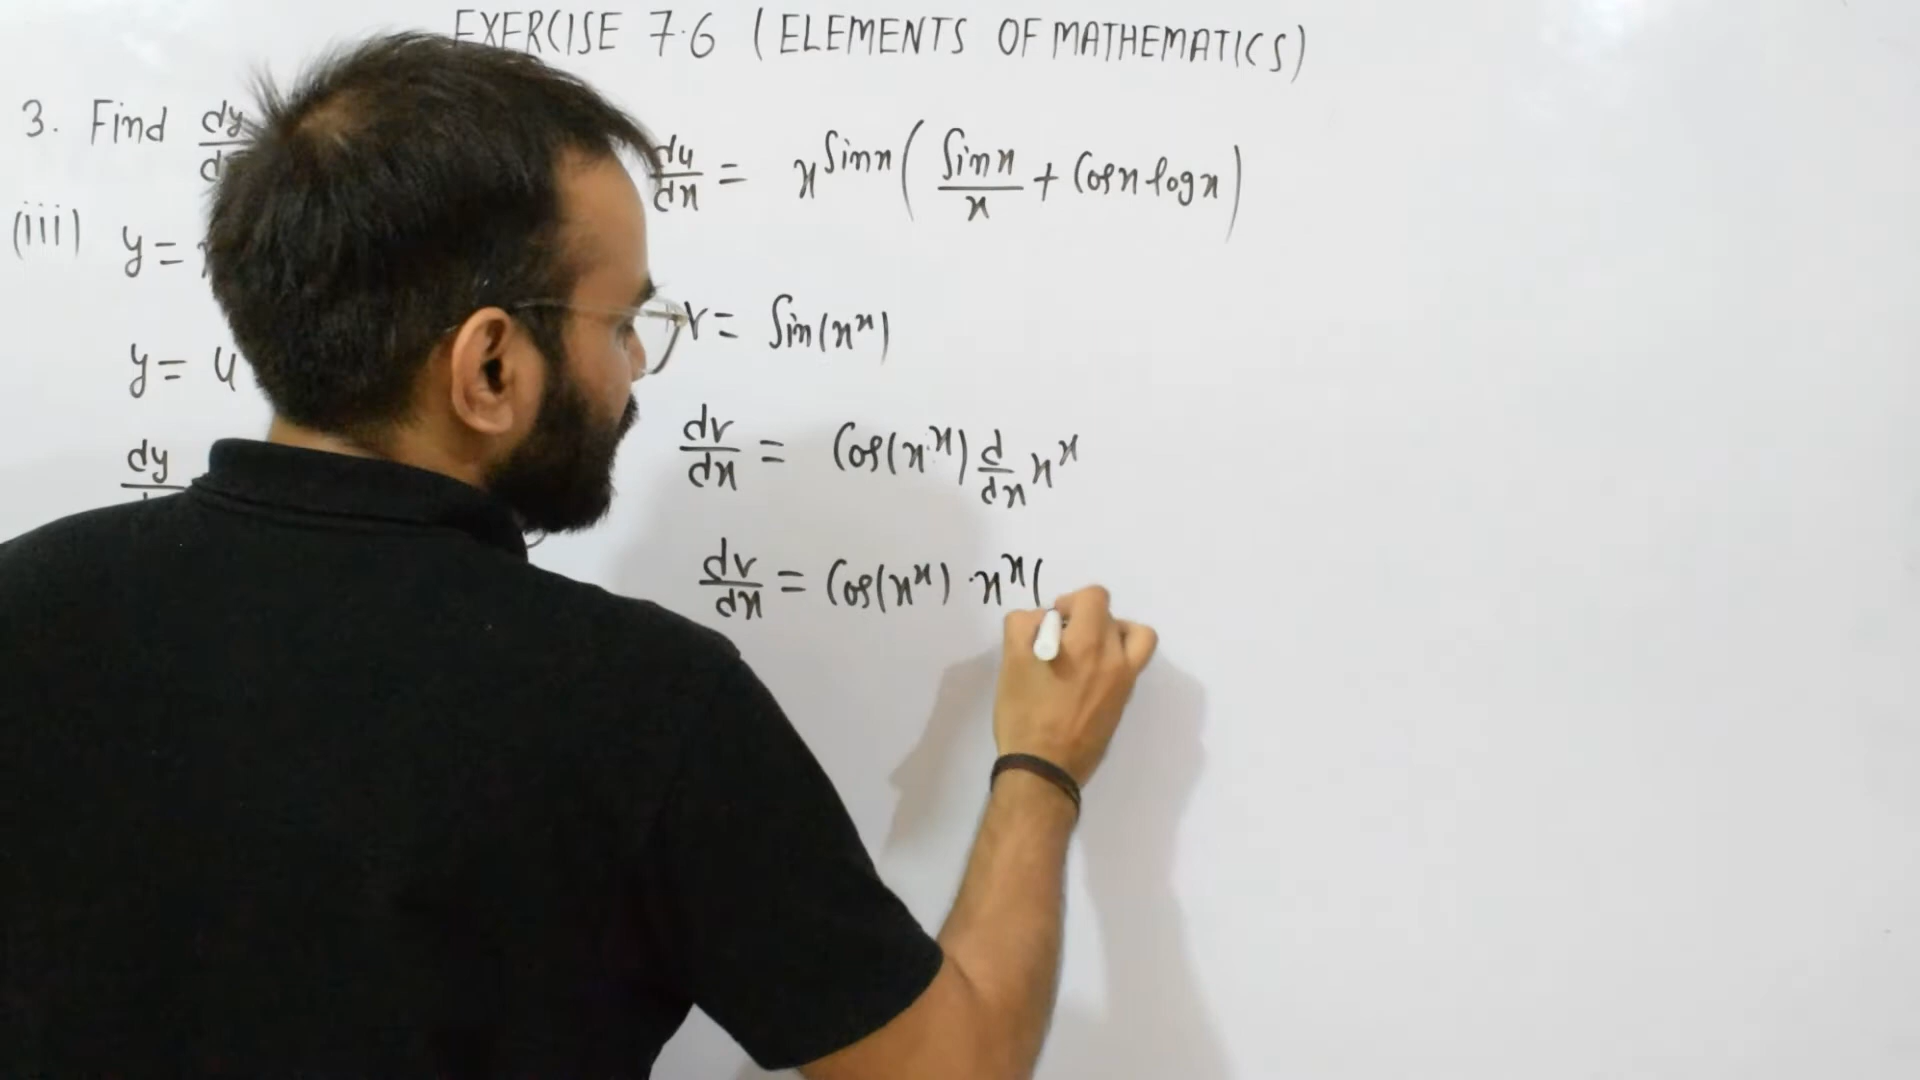 EXERCISE 7.6 (ELEMENTS OF MATHEMATICS)
3. Find dy/d
(iii) y=
y= u
dy
du/dx = x^Sinx (Sinx/x + Cosx logx)
v= Sin(x^x)
dv/dx = Cos(x^x) d/dx x^x
dv/dx = Cos(x^x) . x^x(